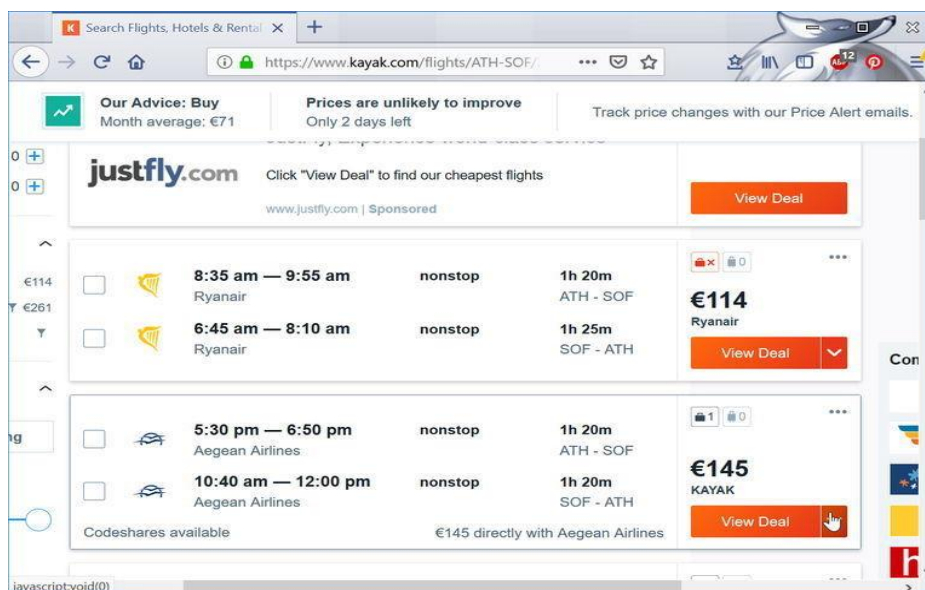 K Search Flights, Hotels & Rental
https://www.kayak.com/flights/ATH-SOF/
12
Our Advice: Buy
Month average: €71
Prices are unlikely to improve
Only 2 days left
Track price changes with our Price Alert emails.
0
0
€114
€261
justfly.com
Click "View Deal" to find our cheapest flights
www.justfly.com | Sponsored
View Deal
8:35 am — 9:55 am nonstop 1h 20m
Ryanair ATH - SOF
6:45 am — 8:10 am nonstop 1h 25m
Ryanair SOF - ATH
0
€114
Ryanair
View Deal
5:30 pm — 6:50 pm nonstop 1h 20m
Aegean Airlines ATH - SOF
10:40 am — 12:00 pm nonstop 1h 20m
Aegean Airlines SOF - ATH
Codeshares available €145 directly with Aegean Airlines
1 0
€145
KAYAK
View Deal
javascript:void(0)